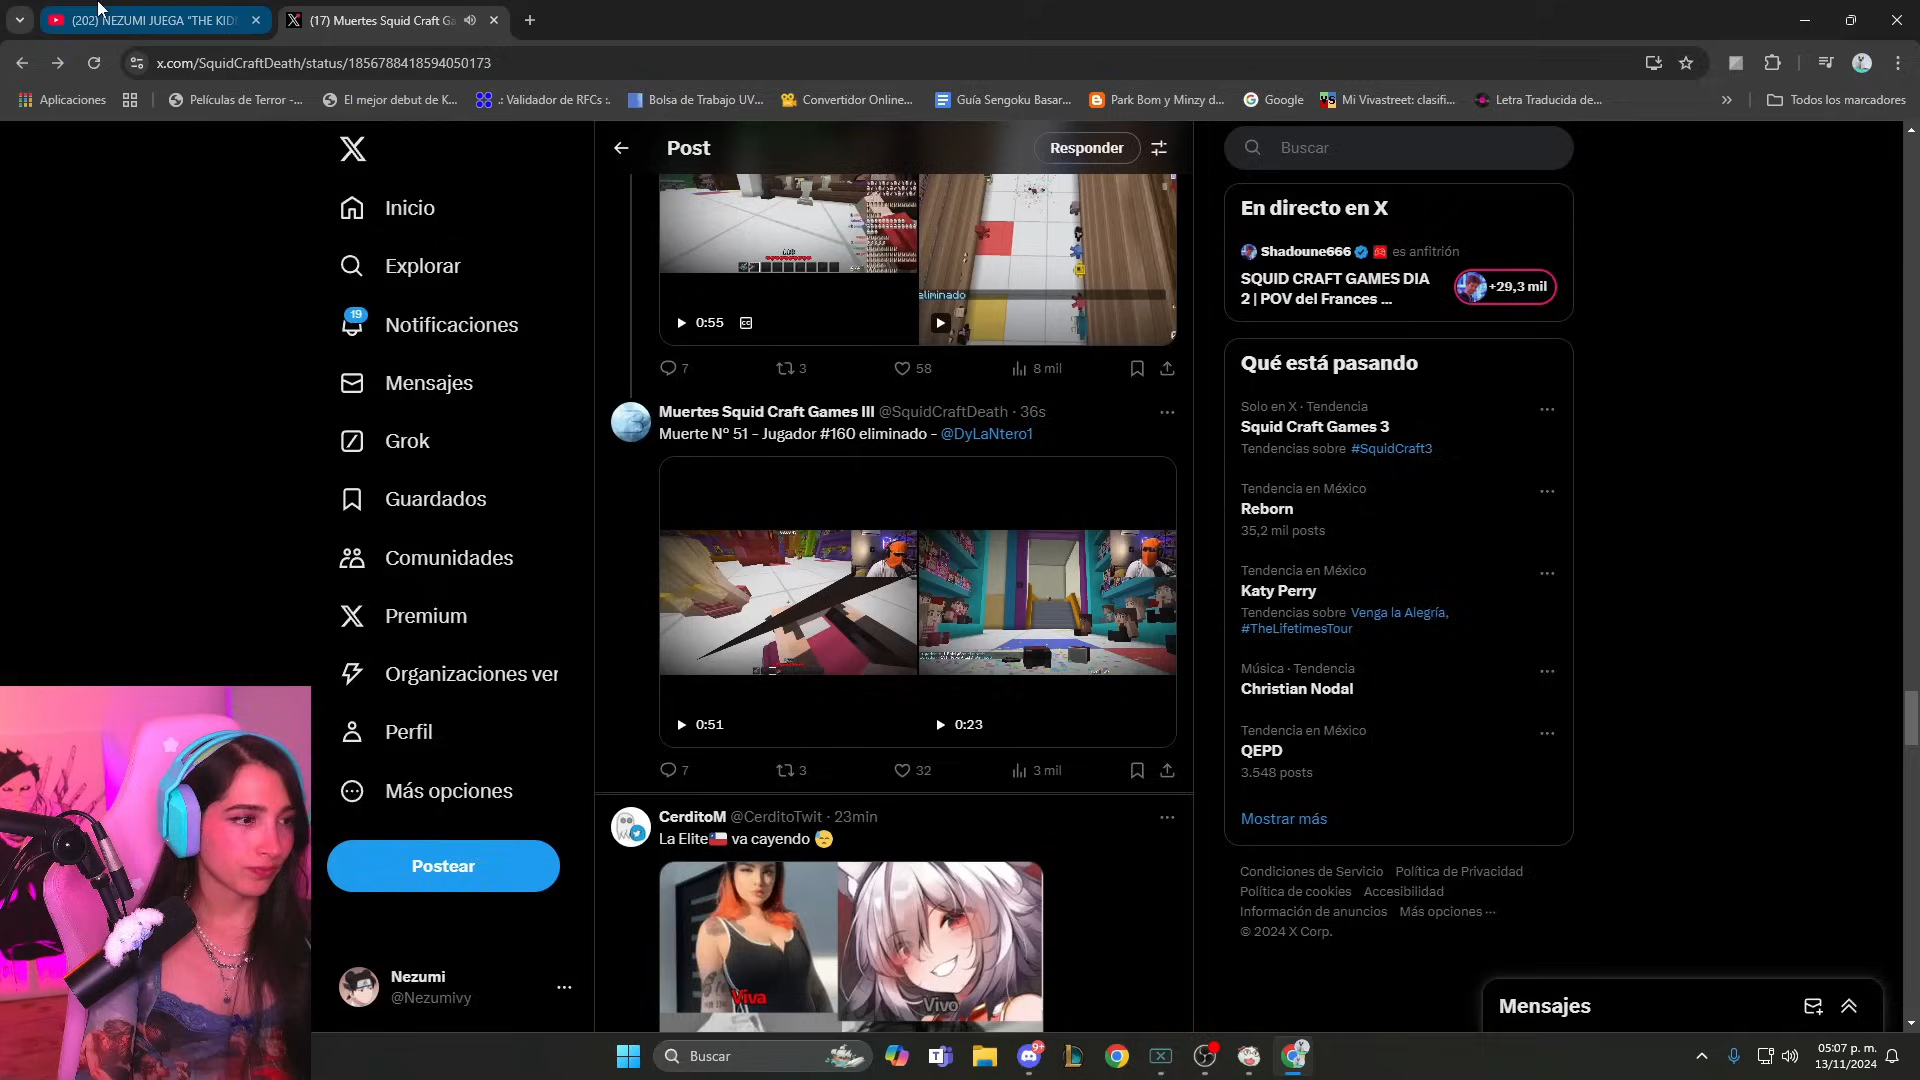 (202) NEZUMI JUEGA "THE KID
(17) Muertes Squid Craft Ga
x.com/SquidCraftDeath/status/1856788418594050173
Aplicaciones
Películas de Terror -...
El mejor debut de K...
.: Validador de RFCs :.
Bolsa de Trabajo UV...
Convertidor Online...
Guía Sengoku Basar...
Park Bom y Minzy d...
Google
Mi Vivastreet: clasifi...
Letra Traducida de...
Todos los marcadores
Inicio
Explorar
19
Notificaciones
Mensajes
Grok
Guardados
Comunidades
Premium
Organizaciones ver
Perfil
Más opciones
Postear
Nezumi
@Nezumivy
Post
Responder
eliminado
0:55
7
3
58
8 mil
Muertes Squid Craft Games III @SquidCraftDeath · 36s
Muerte N° 51 - Jugador #160 eliminado - @DyLaNtero1
0:51
0:23
7
3
32
3 mil
CerditoM @CerditoTwit · 23min
La Elite🇨🇱 va cayendo 😓
Viva
Vivo
Buscar
En directo en X
Shadoune666 es anfitrión
SQUID CRAFT GAMES DIA
2 | POV del Frances ...
+29,3 mil
Qué está pasando
Solo en X · Tendencia
Squid Craft Games 3
Tendencias sobre #SquidCraft3
Tendencia en México
Reborn
35,2 mil posts
Tendencia en México
Katy Perry
Tendencias sobre Venga la Alegría,
#TheLifetimesTour
Música · Tendencia
Christian Nodal
Tendencia en México
QEPD
3.548 posts
Mostrar más
Condiciones de Servicio Política de Privacidad
Política de cookies Accesibilidad
Información de anuncios Más opciones ···
© 2024 X Corp.
Mensajes
Buscar
9+
05:07 p. m.
13/11/2024